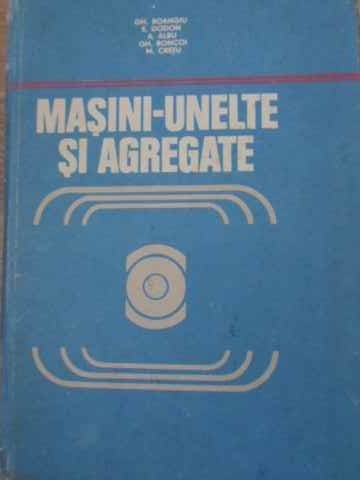 GH. BOANGIU
E. DODON
A. ALBU
GH. BONCOI
M. CREȚU
MAȘINI-UNELTE
ȘI AGREGATE